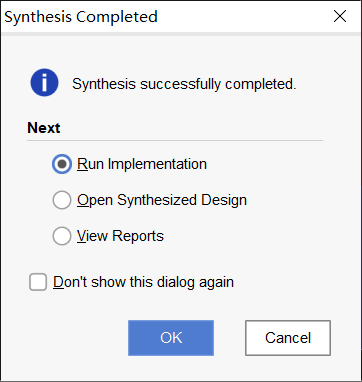 Synthesis Completed
Synthesis successfully completed.
Next
Run Implementation
Open Synthesized Design
View Reports
Don't show this dialog again
OK Cancel